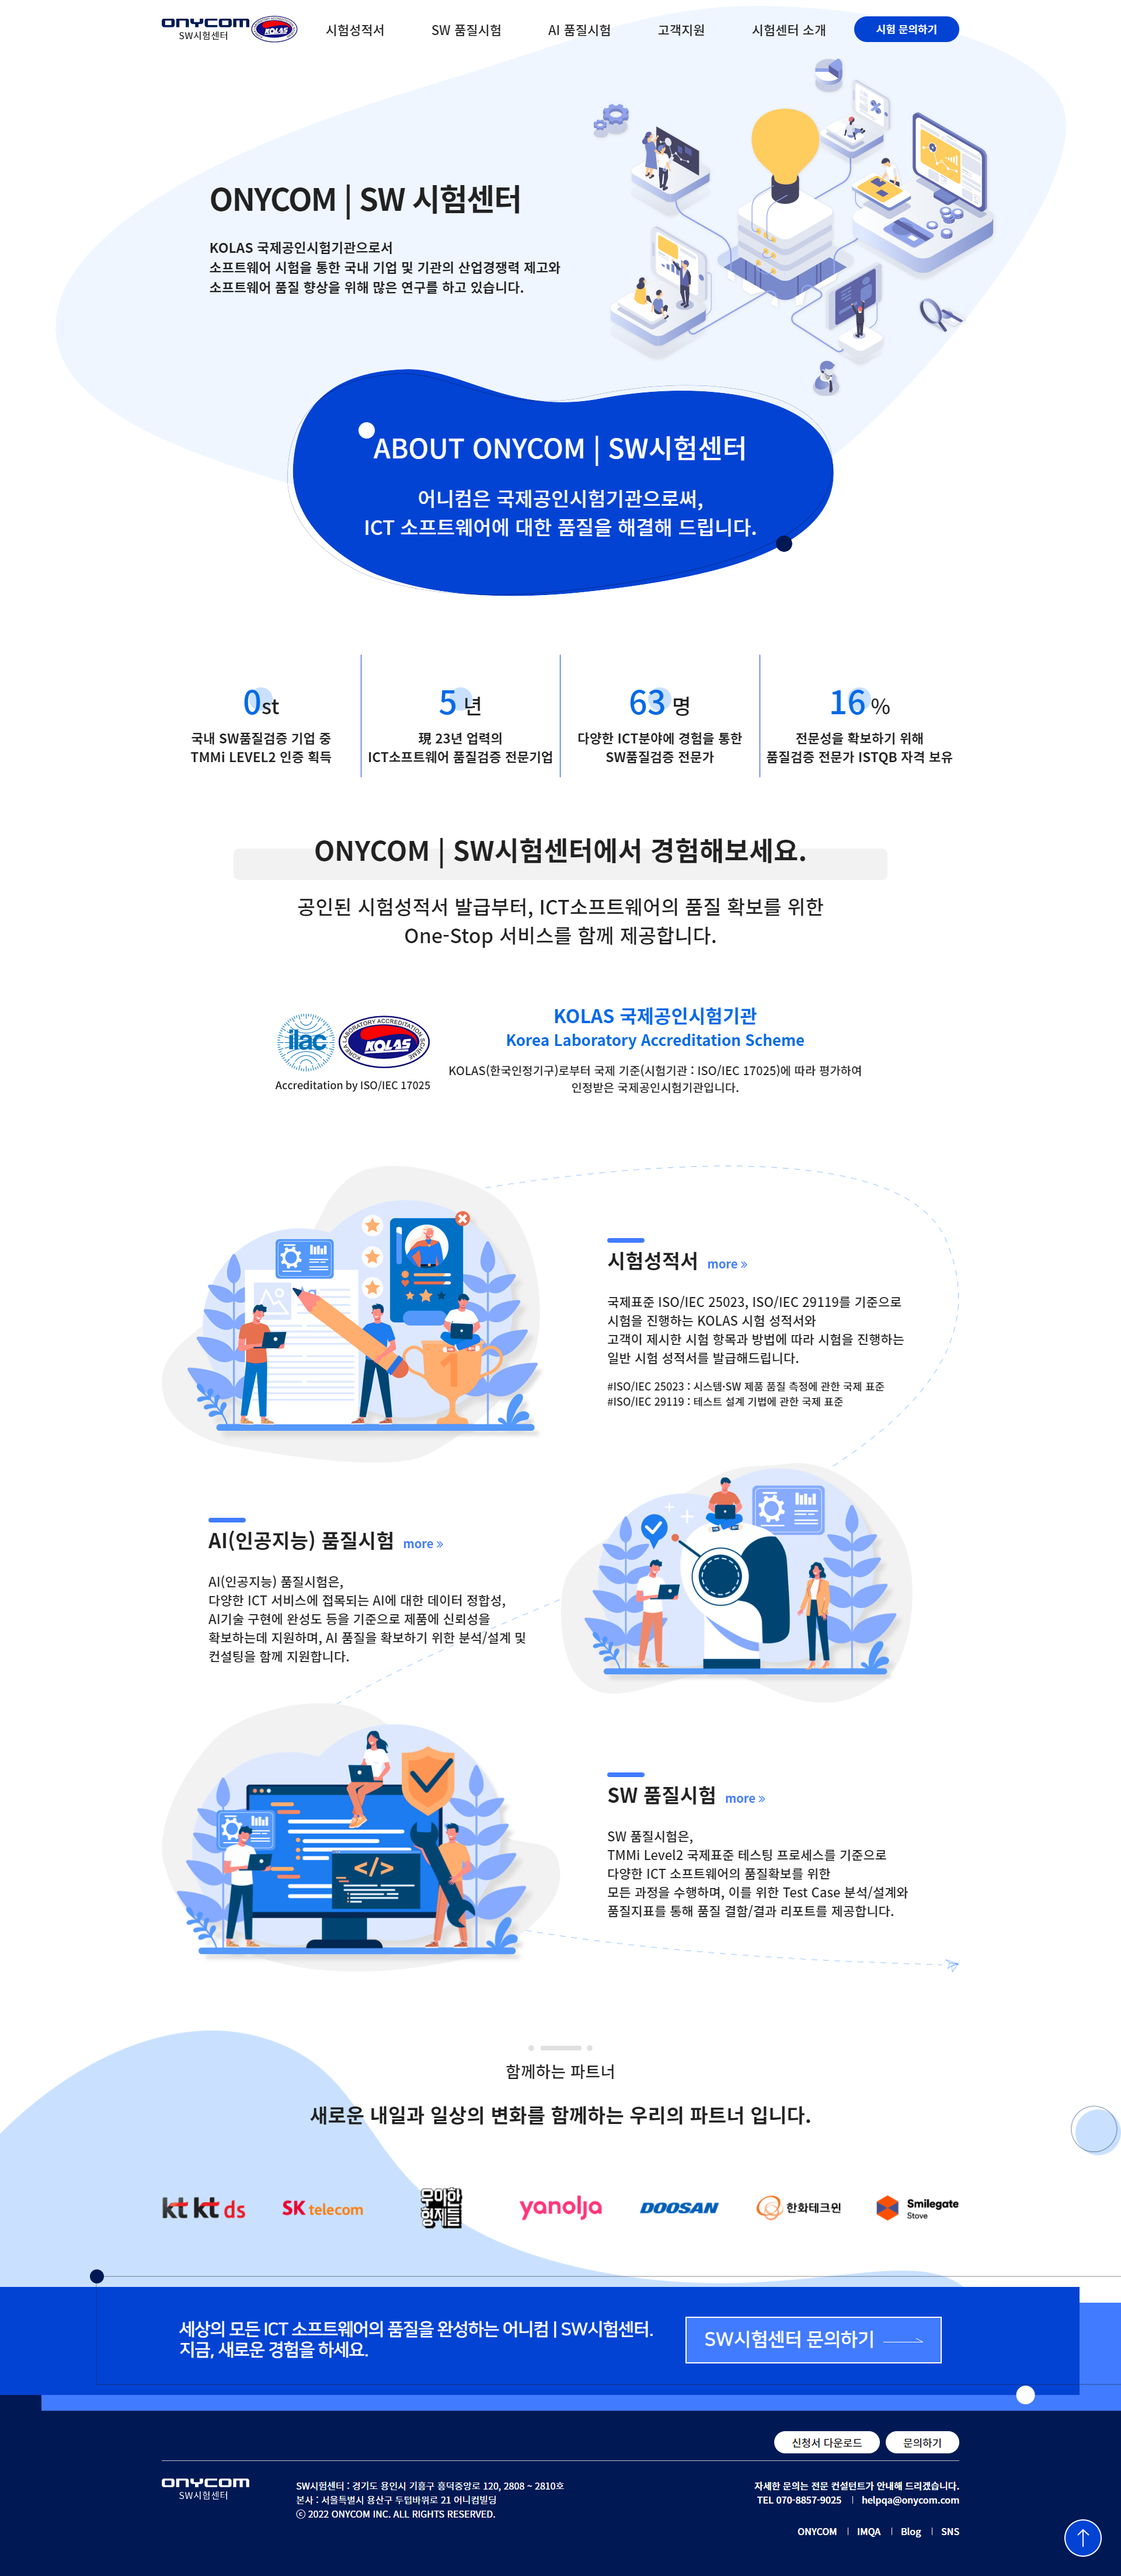 ONYCOM
SW시험센터
KOLAS
시험성적서
SW 품질시험
AI 품질시험
고객지원
시험센터 소개
시험 문의하기
ONYCOM | SW 시험센터
KOLAS 국제공인시험기관으로서
소프트웨어 시험을 통한 국내 기업 및 기관의 산업경쟁력 제고와
소프트웨어 품질 향상을 위해 많은 연구를 하고 있습니다.
ABOUT ONYCOM | SW시험센터
어니컴은 국제공인시험기관으로써,
ICT 소프트웨어에 대한 품질을 해결해 드립니다.
0st
국내 SW품질검증 기업 중
TMMi LEVEL2 인증 획득
5 년
現 23년 업력의
ICT소프트웨어 품질검증 전문기업
63 명
다양한 ICT분야에 경험을 통한
SW품질검증 전문가
16 %
전문성을 확보하기 위해
품질검증 전문가 ISTQB 자격 보유
ONYCOM | SW시험센터에서 경험해보세요.
공인된 시험성적서 발급부터, ICT소프트웨어의 품질 확보를 위한
One-Stop 서비스를 함께 제공합니다.
ilac
KOREA LABORATORY ACCREDITATION SCHEME
KOLAS
Accreditation by ISO/IEC 17025
KOLAS 국제공인시험기관
Korea Laboratory Accreditation Scheme
KOLAS(한국인정기구)로부터 국제 기준(시험기관 : ISO/IEC 17025)에 따라 평가하여
인정받은 국제공인시험기관입니다.
1
시험성적서 more »
국제표준 ISO/IEC 25023, ISO/IEC 29119를 기준으로
시험을 진행하는 KOLAS 시험 성적서와
고객이 제시한 시험 항목과 방법에 따라 시험을 진행하는
일반 시험 성적서를 발급해드립니다.
#ISO/IEC 25023 : 시스템·SW 제품 품질 측정에 관한 국제 표준
#ISO/IEC 29119 : 테스트 설계 기법에 관한 국제 표준
AI(인공지능) 품질시험 more »
AI(인공지능) 품질시험은,
다양한 ICT 서비스에 접목되는 AI에 대한 데이터 정합성,
AI기술 구현에 완성도 등을 기준으로 제품에 신뢰성을
확보하는데 지원하며, AI 품질을 확보하기 위한 분석/설계 및
컨설팅을 함께 지원합니다.
</>
SW 품질시험 more »
SW 품질시험은,
TMMi Level2 국제표준 테스팅 프로세스를 기준으로
다양한 ICT 소프트웨어의 품질확보를 위한
모든 과정을 수행하며, 이를 위한 Test Case 분석/설계와
품질지표를 통해 품질 결함/결과 리포트를 제공합니다.
함께하는 파트너
새로운 내일과 일상의 변화를 함께하는 우리의 파트너 입니다.
kt kt ds
SK telecom
우아한
형제들
yanolja
DOOSAN
한화테크윈
Smilegate
Stove
세상의 모든 ICT 소프트웨어의 품질을 완성하는 어니컴 | SW시험센터.
지금, 새로운 경험을 하세요.
SW시험센터 문의하기
신청서 다운로드
문의하기
ONYCOM
SW시험센터
SW시험센터 : 경기도 용인시 기흥구 흥덕중앙로 120, 2808 ~ 2810호
본사 : 서울특별시 용산구 두텁바위로 21 어니컴빌딩
ⓒ 2022 ONYCOM INC. ALL RIGHTS RESERVED.
자세한 문의는 전문 컨설턴트가 안내해 드리겠습니다.
TEL 070-8857-9025 | helpqa@onycom.com
ONYCOM | IMQA | Blog | SNS